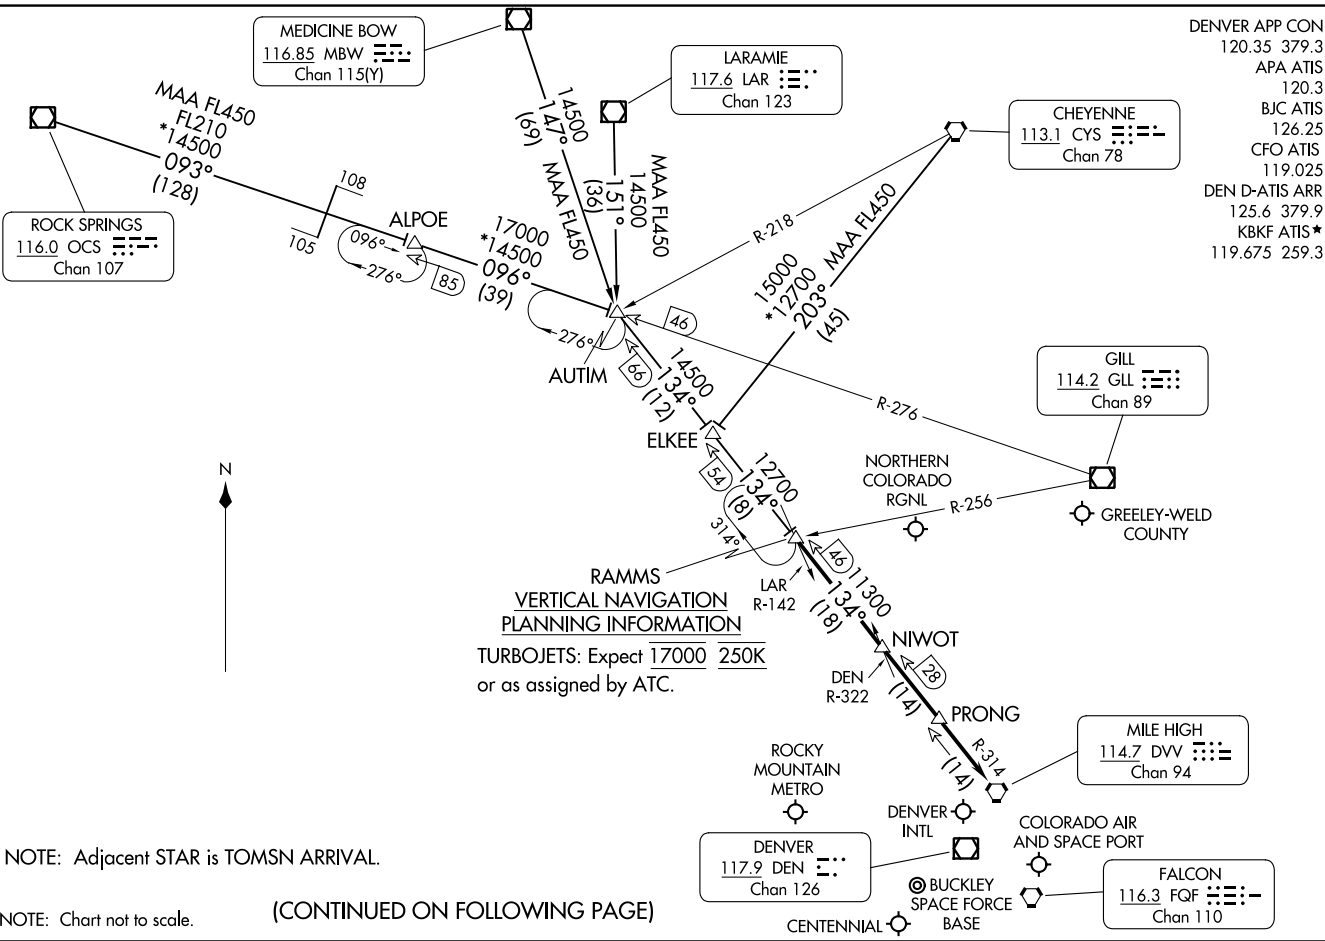 MEDICINE BOW
116.85 MBW
Chan 115(Y)
LARAMIE
117.6 LAR
Chan 123
DENVER APP CON
120.35 379.3
APA ATIS
120.3
BJC ATIS
126.25
CFO ATIS
119.025
DEN D-ATIS ARR
125.6 379.9
KBKF ATIS★
119.675 259.3
CHEYENNE
113.1 CYS
Chan 78
MAA FL450
FL210
*14500
093°
(128)
14500
147°
(69)
MAA FL450
MAA FL450
14500
151°
(36)
ROCK SPRINGS
116.0 OCS
Chan 107
108
105
ALPOE
096°
276°
85
17000
*14500
096°
(39)
R-218
MAA FL450
15000
*12700
203°
(45)
276°
AUTIM
46
66
14500
134°
(12)
GILL
114.2 GLL
Chan 89
R-276
ELKEE
54
12700
134°
(8)
314°
N
NORTHERN
COLORADO
RGNL
R-256
GREELEY-WELD
COUNTY
RAMMS
VERTICAL NAVIGATION
PLANNING INFORMATION
TURBOJETS: Expect 17000 250K
or as assigned by ATC.
LAR
R-142
46
11300
134°
(18)
NIWOT
DEN
R-322
28
(14)
PRONG
R-314
(14)
MILE HIGH
114.7 DVV
Chan 94
ROCKY
MOUNTAIN
METRO
DENVER
INTL
COLORADO AIR
AND SPACE PORT
DENVER
117.9 DEN
Chan 126
BUCKLEY
SPACE FORCE
BASE
FALCON
116.3 FQF
Chan 110
CENTENNIAL
NOTE: Adjacent STAR is TOMSN ARRIVAL.
NOTE: Chart not to scale.
(CONTINUED ON FOLLOWING PAGE)